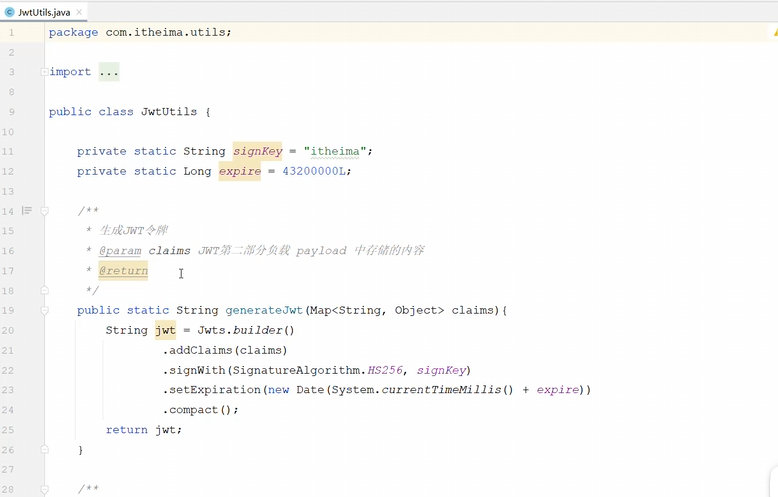 JwtUtils.java
1 package com.itheima.utils;
2
3 import ...
8
9 public class JwtUtils {
10
11 private static String signKey = "itheima";
12 private static Long expire = 43200000L;
13
14 /**
15 * 生成JWT令牌
16 * @param claims JWT第二部分负载 payload 中存储的内容
17 * @return
18 */
19 public static String generateJwt(Map<String, Object> claims){
20 String jwt = Jwts.builder()
21 .addClaims(claims)
22 .signWith(SignatureAlgorithm.HS256, signKey)
23 .setExpiration(new Date(System.currentTimeMillis() + expire))
24 .compact();
25 return jwt;
26 }
27
28 /**